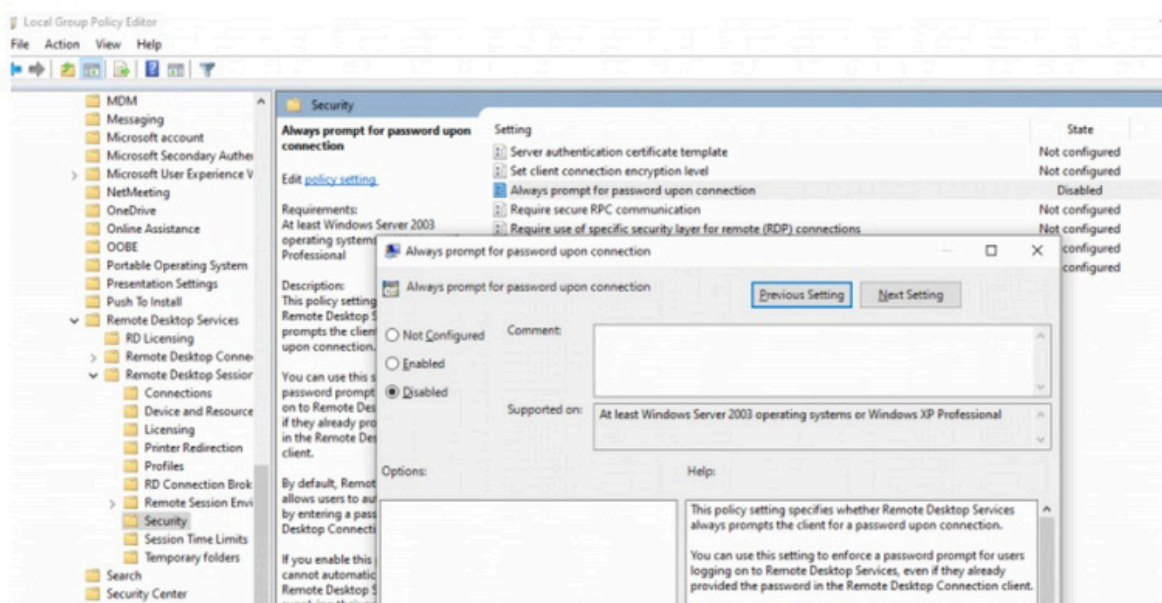 Local Group Policy Editor
File Action View Help
MDM
Messaging
Microsoft account
Microsoft Secondary Authe
Microsoft User Experience V
NetMeeting
OneDrive
Online Assistance
OOBE
Portable Operating System
Presentation Settings
Push To Install
Remote Desktop Services
RD Licensing
Remote Desktop Conne
Remote Desktop Session
Connections
Device and Resource
Licensing
Printer Redirection
Profiles
RD Connection Brok
Remote Session Envi
Security
Session Time Limits
Temporary folders
Search
Security Center
Security
Always prompt for password upon
connection
Edit policy setting
Requirements:
At least Windows Server 2003
operating systems
Professional
Description:
This policy setting
Remote Desktop S
prompts the client
upon connection.
You can use this s
password prompt
on to Remote Des
if they already pro
in the Remote Des
client.
By default, Remot
allows users to au
by entering a pass
Desktop Connecti
If you enable this
cannot automatic
Remote Desktop S
Setting State
Server authentication certificate template Not configured
Set client connection encryption level Not configured
Always prompt for password upon connection Disabled
Require secure RPC communication Not configured
Require use of specific security layer for remote (RDP) connections Not configured
configured
configured
Always prompt for password upon connection
Always prompt for password upon connection
Previous Setting Next Setting
Not Configured Comment:
Enabled
Disabled
Supported on: At least Windows Server 2003 operating systems or Windows XP Professional
Options: Help:
This policy setting specifies whether Remote Desktop Services
always prompts the client for a password upon connection.
You can use this setting to enforce a password prompt for users
logging on to Remote Desktop Services, even if they already
provided the password in the Remote Desktop Connection client.